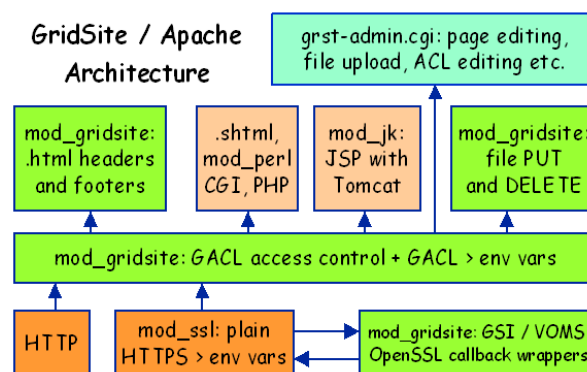 GridSite / Apache
Architecture
grst-admin.cgi: page editing,
file upload, ACL editing etc.
mod_gridsite:
.html headers
and footers
.shtml,
mod_perl
CGI, PHP
mod_jk:
JSP with
Tomcat
mod_gridsite:
file PUT
and DELETE
mod_gridsite: GACL access control + GACL > env vars
HTTP
mod_ssl: plain
HTTPS > env vars
mod_gridsite: GSI / VOMS
OpenSSL callback wrappers